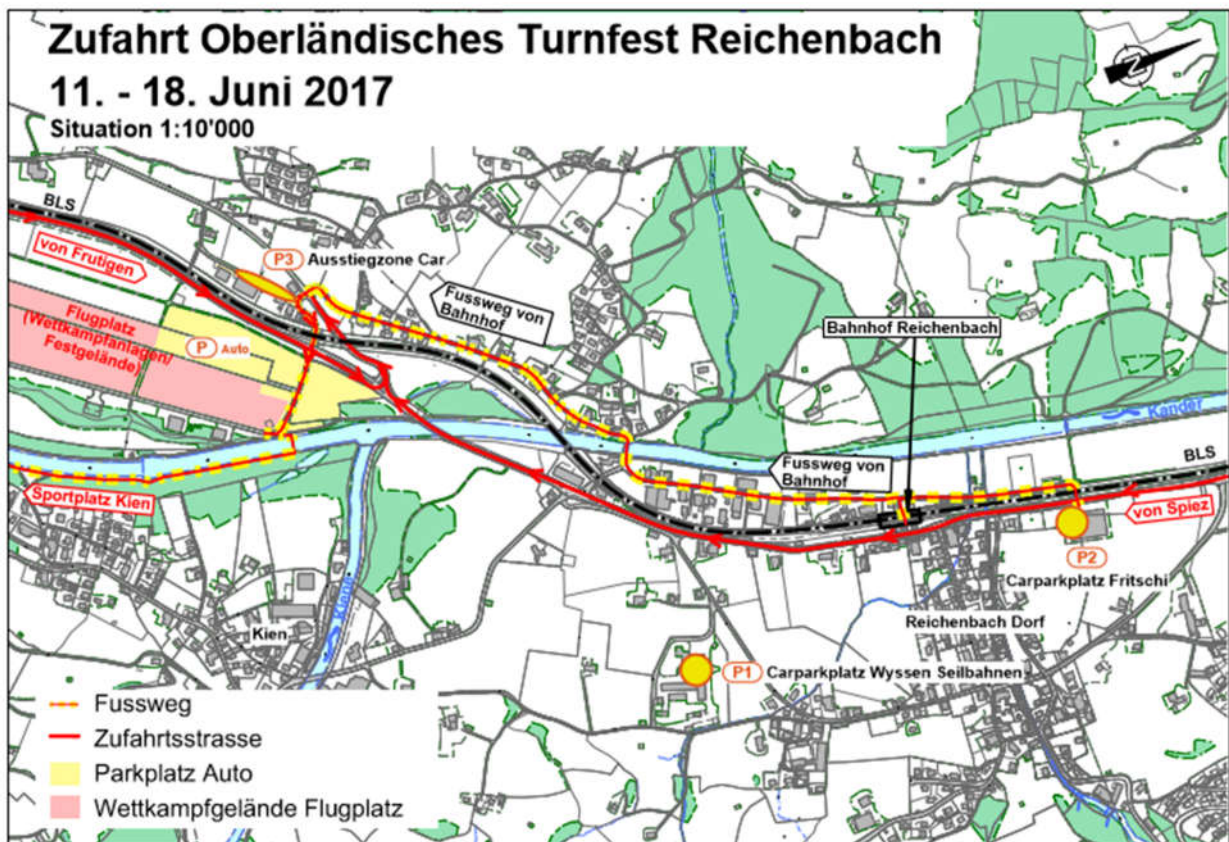 Zufahrt Oberländisches Turnfest Reichenbach
11. - 18. Juni 2017
Situation 1:10'000
N
BLS
von Frutigen
P3 Ausstiegzone Car
Fussweg von
Bahnhof
Bahnhof Reichenbach
Flugplatz
(Wettkampfanlagen/
Festgelände)
P Auto
Kander
Fussweg von
Bahnhof
BLS
Sportplatz Kien
von Spiez
P2
Carparkplatz Fritschi
Kiene
Kien
Reichenbach Dorf
P1 Carparkplatz Wyssen Seilbahnen
Fussweg
Zufahrtsstrasse
Parkplatz Auto
Wettkampfgelände Flugplatz